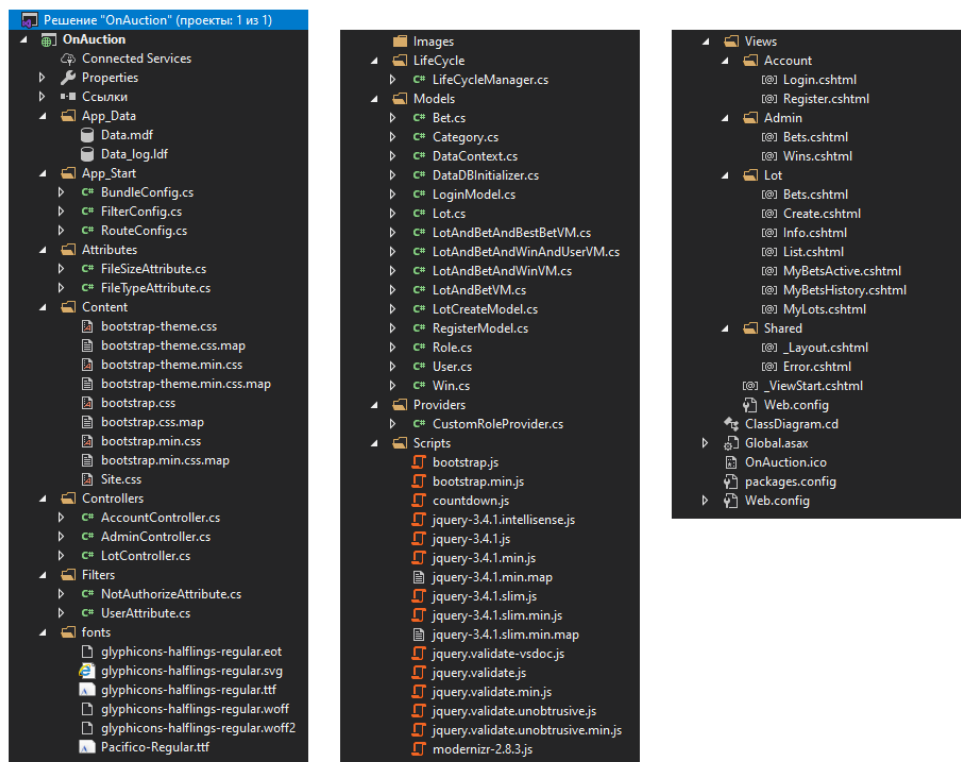 Решение "OnAuction" (проекты: 1 из 1)
OnAuction
Connected Services
Properties
Ссылки
App_Data
Data.mdf
Data_log.ldf
App_Start
BundleConfig.cs
FilterConfig.cs
RouteConfig.cs
Attributes
FileSizeAttribute.cs
FileTypeAttribute.cs
Content
bootstrap-theme.css
bootstrap-theme.css.map
bootstrap-theme.min.css
bootstrap-theme.min.css.map
bootstrap.css
bootstrap.css.map
bootstrap.min.css
bootstrap.min.css.map
Site.css
Controllers
C# AccountController.cs
C# AdminController.cs
C# LotController.cs
Filters
C# NotAuthorizeAttribute.cs
C# UserAttribute.cs
fonts
glyphicons-halflings-regular.eot
glyphicons-halflings-regular.svg
glyphicons-halflings-regular.ttf
glyphicons-halflings-regular.woff
glyphicons-halflings-regular.woff2
Pacifico-Regular.ttf
Images
LifeCycle
C# LifeCycleManager.cs
Models
C# Bet.cs
C# Category.cs
C# DataContext.cs
C# DataDBInitializer.cs
C# LoginModel.cs
C# Lot.cs
C# LotAndBetAndBestBetVM.cs
C# LotAndBetAndWinAndUserVM.cs
C# LotAndBetAndWinVM.cs
C# LotAndBetVM.cs
C# LotCreateModel.cs
C# RegisterModel.cs
C# Role.cs
C# User.cs
C# Win.cs
Providers
C# CustomRoleProvider.cs
Scripts
bootstrap.js
bootstrap.min.js
countdown.js
jquery-3.4.1.intellisense.js
jquery-3.4.1.js
jquery-3.4.1.min.js
jquery-3.4.1.min.map
jquery-3.4.1.slim.js
jquery-3.4.1.slim.min.js
jquery-3.4.1.slim.min.map
jquery.validate-vsdoc.js
jquery.validate.js
jquery.validate.min.js
jquery.validate.unobtrusive.js
jquery.validate.unobtrusive.min.js
modernizr-2.8.3.js
Views
Account
[@] Login.cshtml
[@] Register.cshtml
Admin
[@] Bets.cshtml
[@] Wins.cshtml
Lot
[@] Bets.cshtml
[@] Create.cshtml
[@] Info.cshtml
[@] List.cshtml
[@] MyBetsActive.cshtml
[@] MyBetsHistory.cshtml
[@] MyLots.cshtml
Shared
[@] _Layout.cshtml
[@] Error.cshtml
[@] _ViewStart.cshtml
Web.config
ClassDiagram.cd
Global.asax
OnAuction.ico
packages.config
Web.config